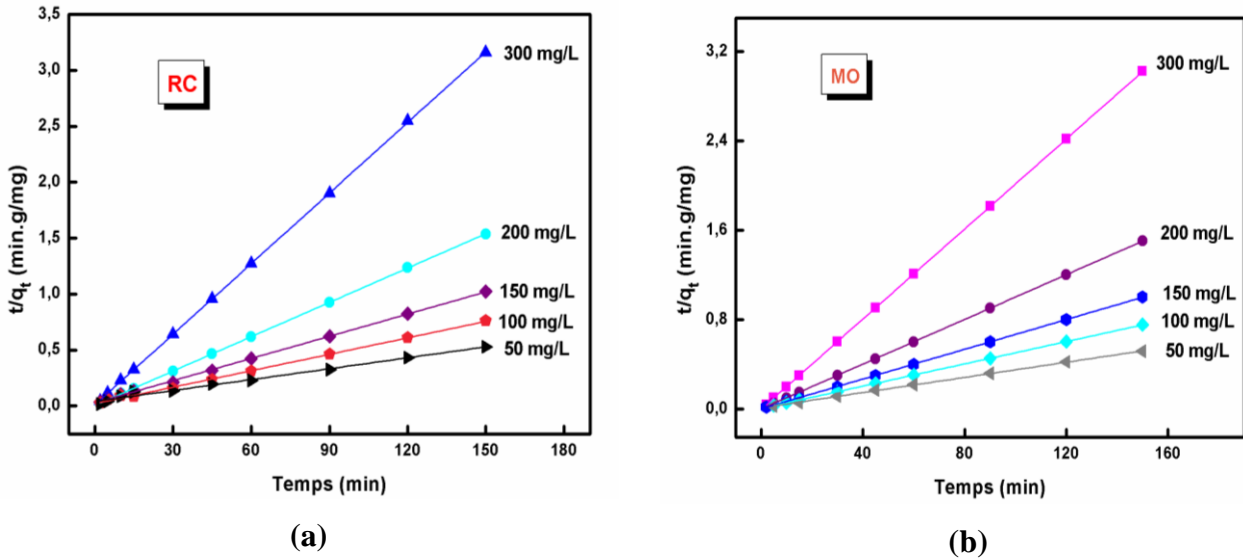 3,5
3,0
2,5
2,0
1,5
1,0
0,5
0,0
t/qt (min.g/mg)
RC
300 mg/L
200 mg/L
150 mg/L
100 mg/L
50 mg/L
0 30 60 90 120 150 180
Temps (min)
(a)
3,2
2,4
1,6
0,8
0,0
t/qt (min.g/mg)
MO
300 mg/L
200 mg/L
150 mg/L
100 mg/L
50 mg/L
0 40 80 120 160
Temps (min)
(b)